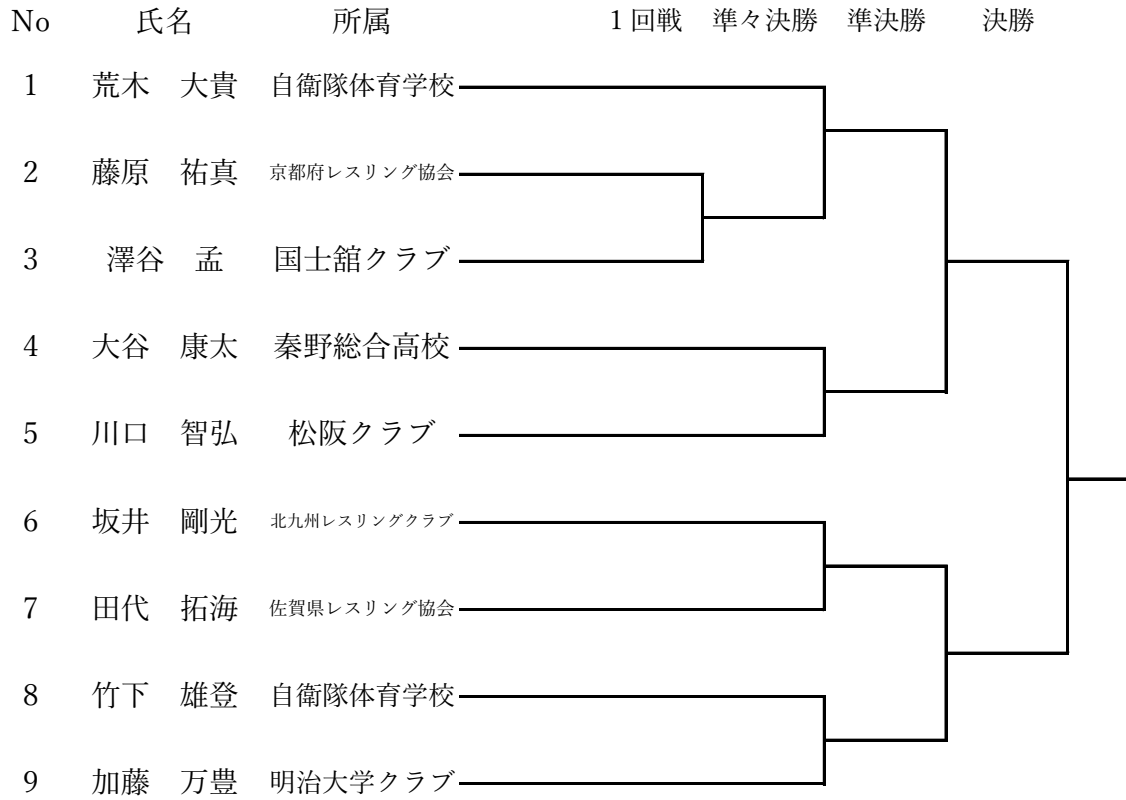 No 氏名 所属 1回戦 準々決勝 準決勝 決勝
1 荒木 大貴 自衛隊体育学校
2 藤原 祐真 京都府レスリング協会
3 澤谷 孟 国士舘クラブ
4 大谷 康太 秦野総合高校
5 川口 智弘 松阪クラブ
6 坂井 剛光 北九州レスリングクラブ
7 田代 拓海 佐賀県レスリング協会
8 竹下 雄登 自衛隊体育学校
9 加藤 万豊 明治大学クラブ